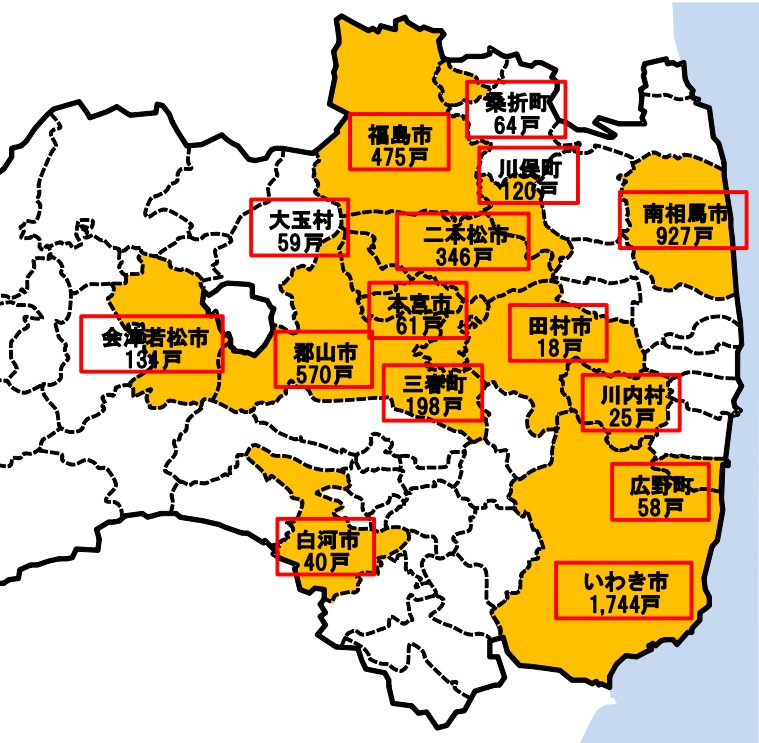 桑折町
64戸
福島市
475戸
川俣町
120戸
南相馬市
927戸
大玉村
59戸
二本松市
346戸
本宮市
61戸
田村市
18戸
会津若松市
134戸
郡山市
570戸
三春町
198戸
川内村
25戸
広野町
58戸
白河市
40戸
いわき市
1,744戸